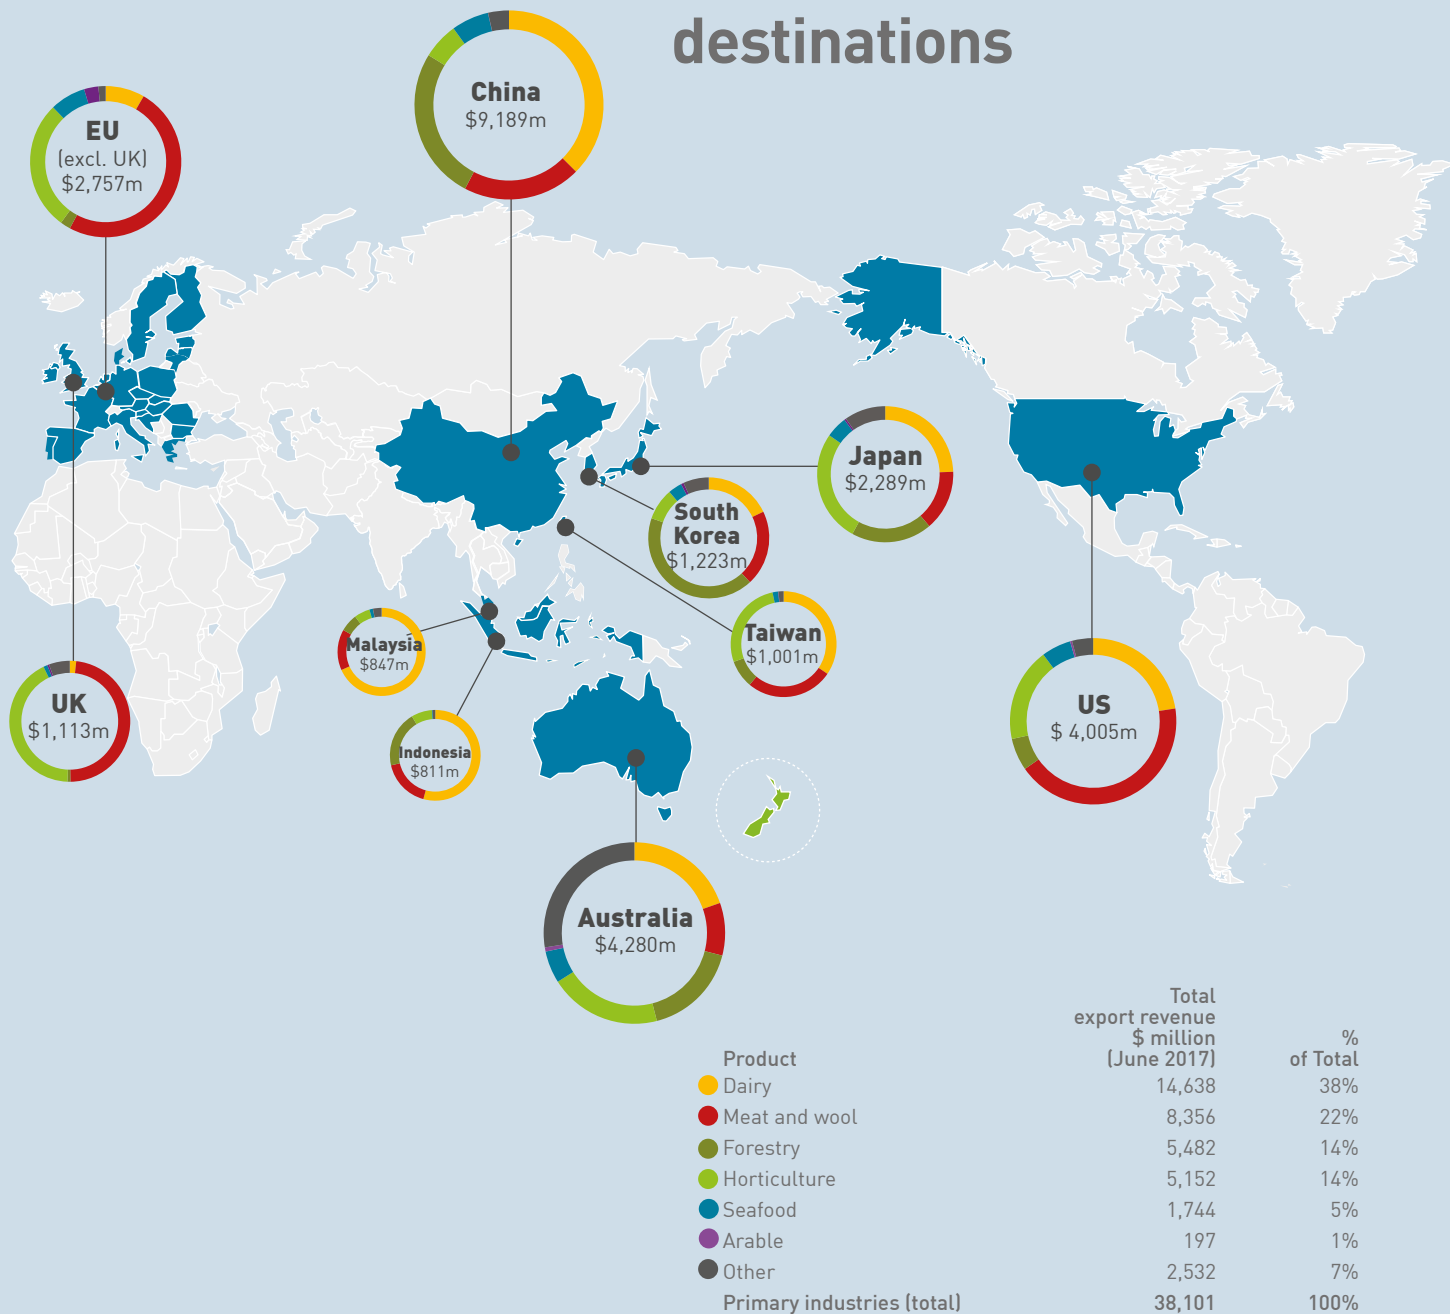 destinations
China
$9,189m
EU
(excl. UK)
$2,757m
Japan
$2,289m
South
Korea
$1,223m
Taiwan
$1,001m
Malaysia
$847m
UK
$1,113m
Indonesia
$811m
US
$ 4,005m
Australia
$4,280m
Total
export revenue
$ million %
Product (June 2017) of Total
Dairy 14,638 38%
Meat and wool 8,356 22%
Forestry 5,482 14%
Horticulture 5,152 14%
Seafood 1,744 5%
Arable 197 1%
Other 2,532 7%
Primary industries (total) 38,101 100%